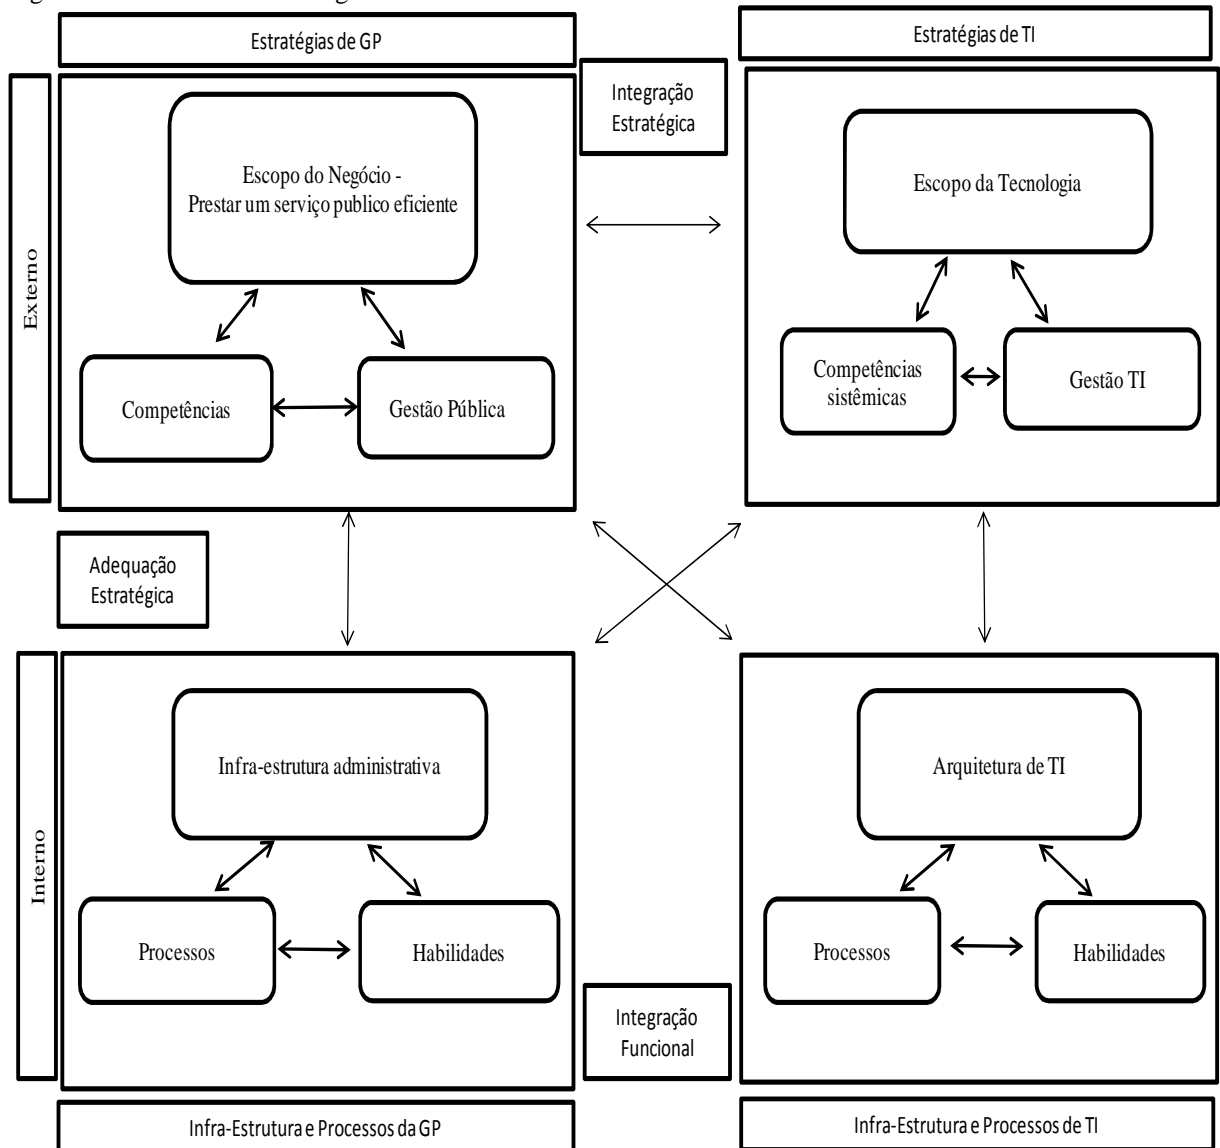 Estratégias de GP
Estratégias de TI
Integração
Estratégica
Externo
Escopo do Negócio -
Prestar um serviço publico eficiente
Competências
Gestão Pública
Escopo da Tecnologia
Competências
sistêmicas
Gestão TI
Adequação
Estratégica
Interno
Infra-estrutura administrativa
Processos
Habilidades
Arquitetura de TI
Processos
Habilidades
Integração
Funcional
Infra-Estrutura e Processos da GP
Infra-Estrutura e Processos de TI